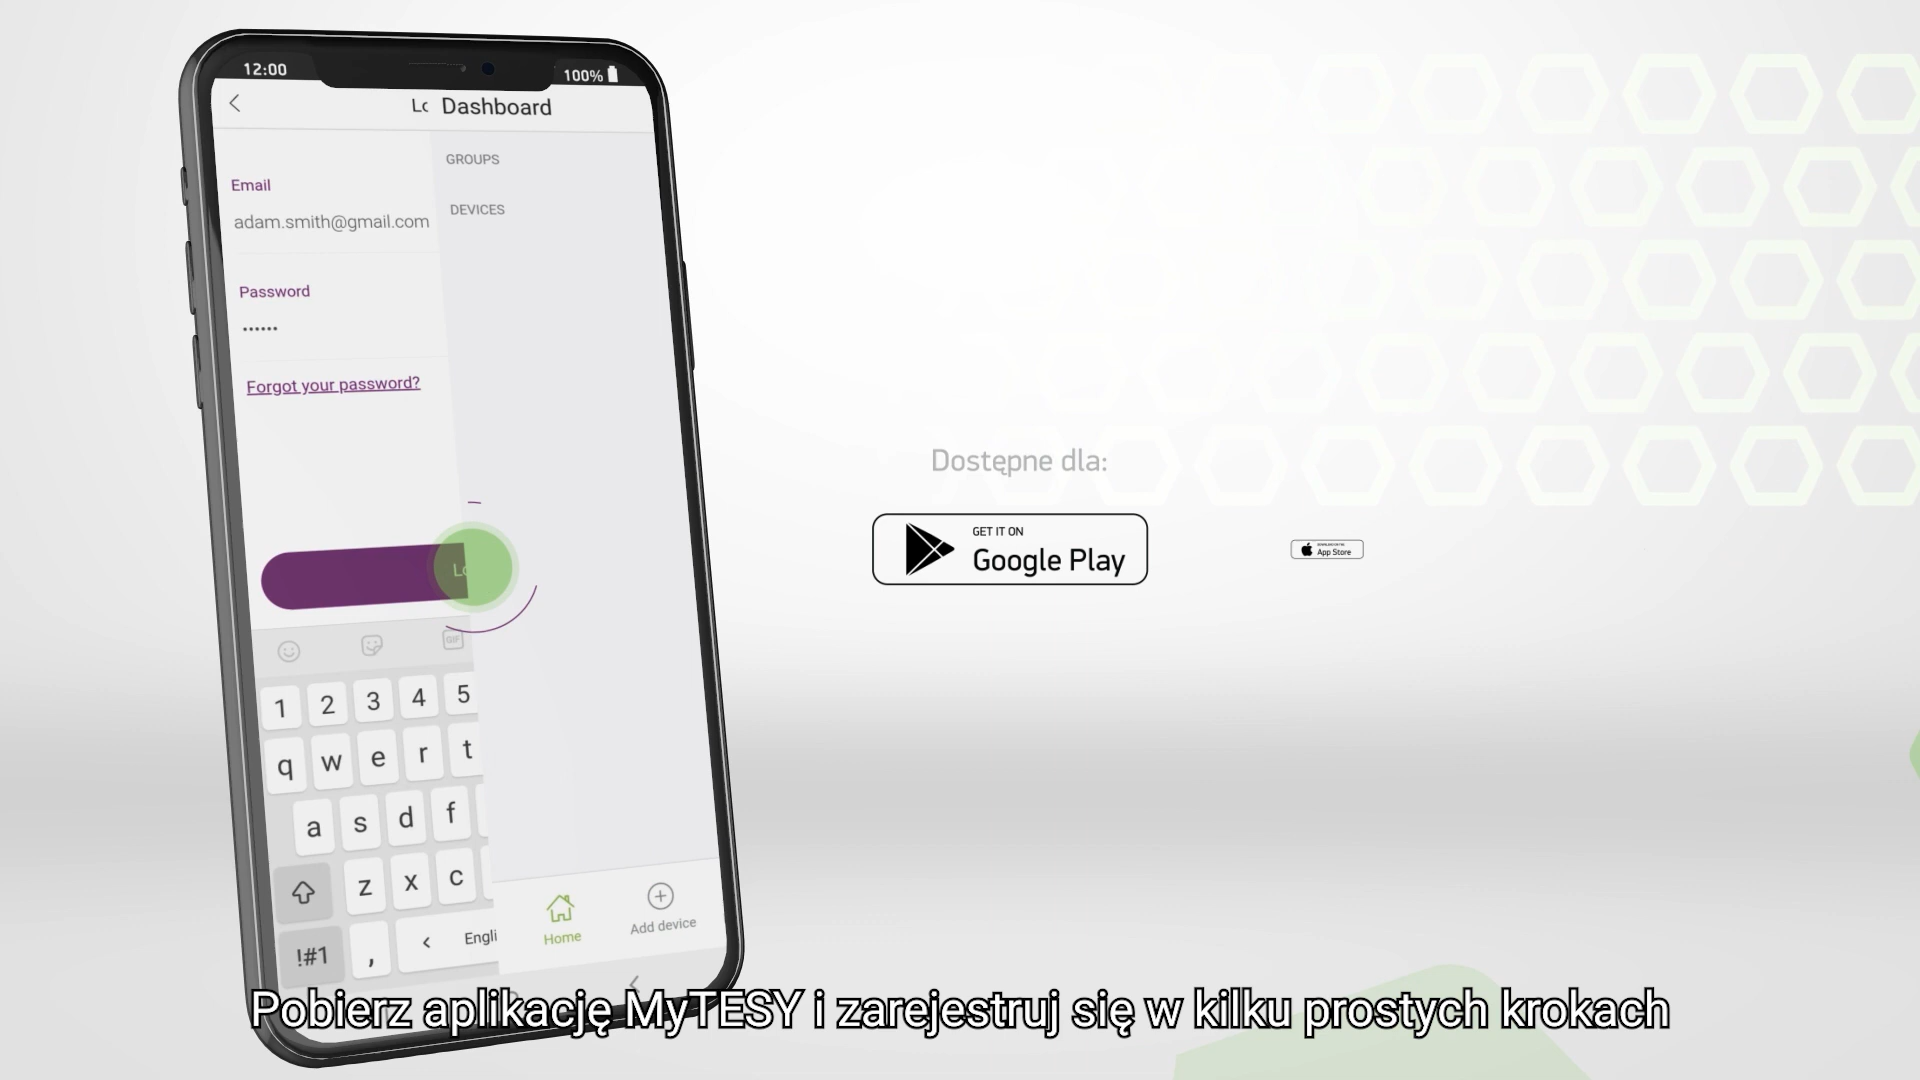 12:00
100%
Lo Dashboard
GROUPS
Email
DEVICES
adam.smith@gmail.com
Password
••••••
Forgot your password?
Lo
GIF
1 2 3 4 5
q w e r t
a s d f
z x c
!#1 , < Engli
Home
Add device
Dostępne dla:
GET IT ON
Google Play
App Store
Pobierz aplikację MyTESY i zarejestruj się w kilku prostych krokach